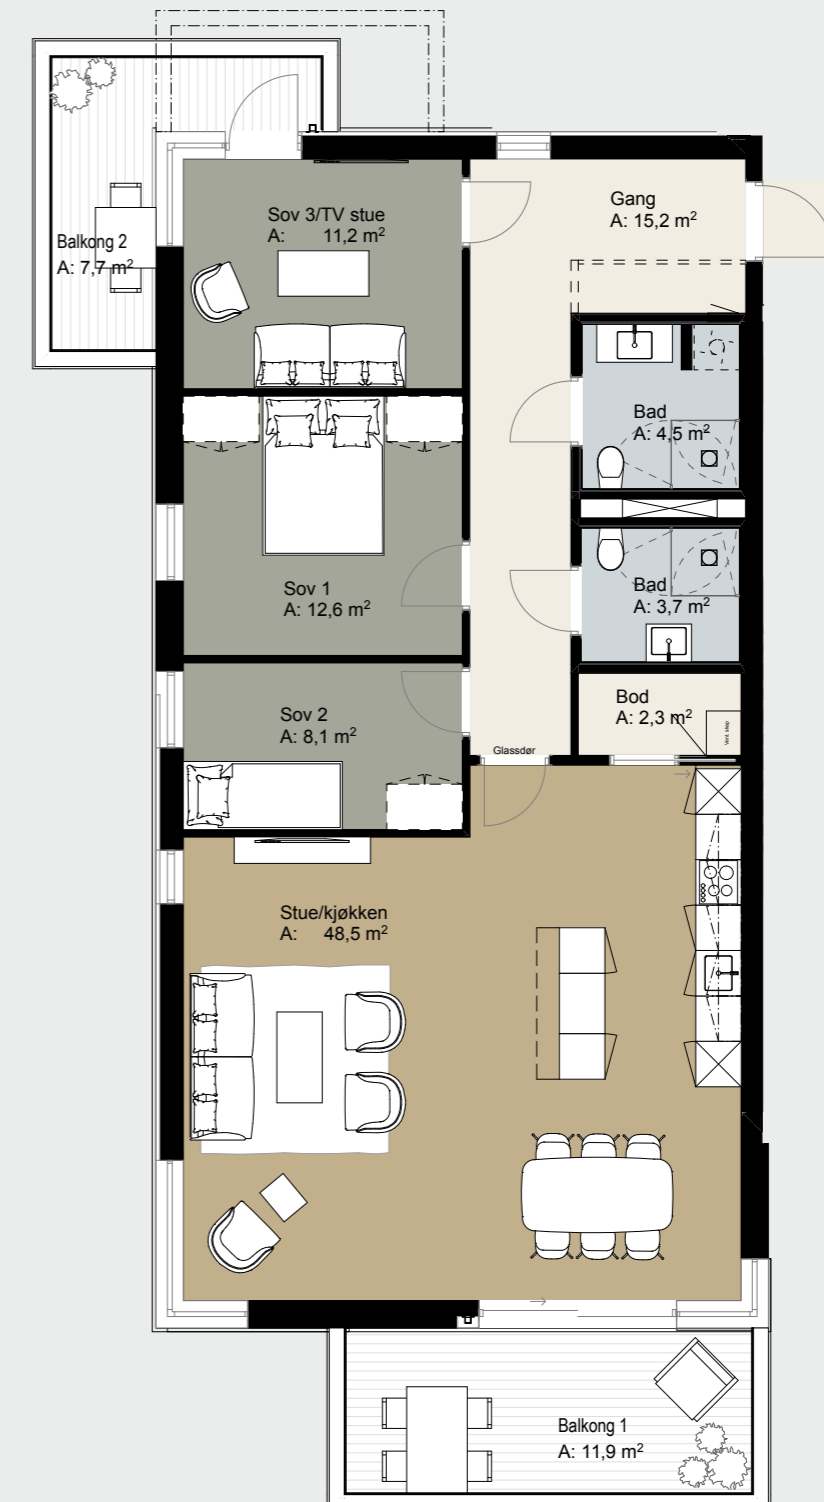 Sov 3/TV stue
A: 11,2 m²
Gang
A: 15,2 m²
Balkong 2
A: 7,7 m²
Bad
A: 4,5 m²
Sov 1
A: 12,6 m²
Bad
A: 3,7 m²
Sov 2
A: 8,1 m²
Bod
A: 2,3 m²
Vent. skap
Glassdør
Stue/kjøkken
A: 48,5 m²
Balkong 1
A: 11,9 m²